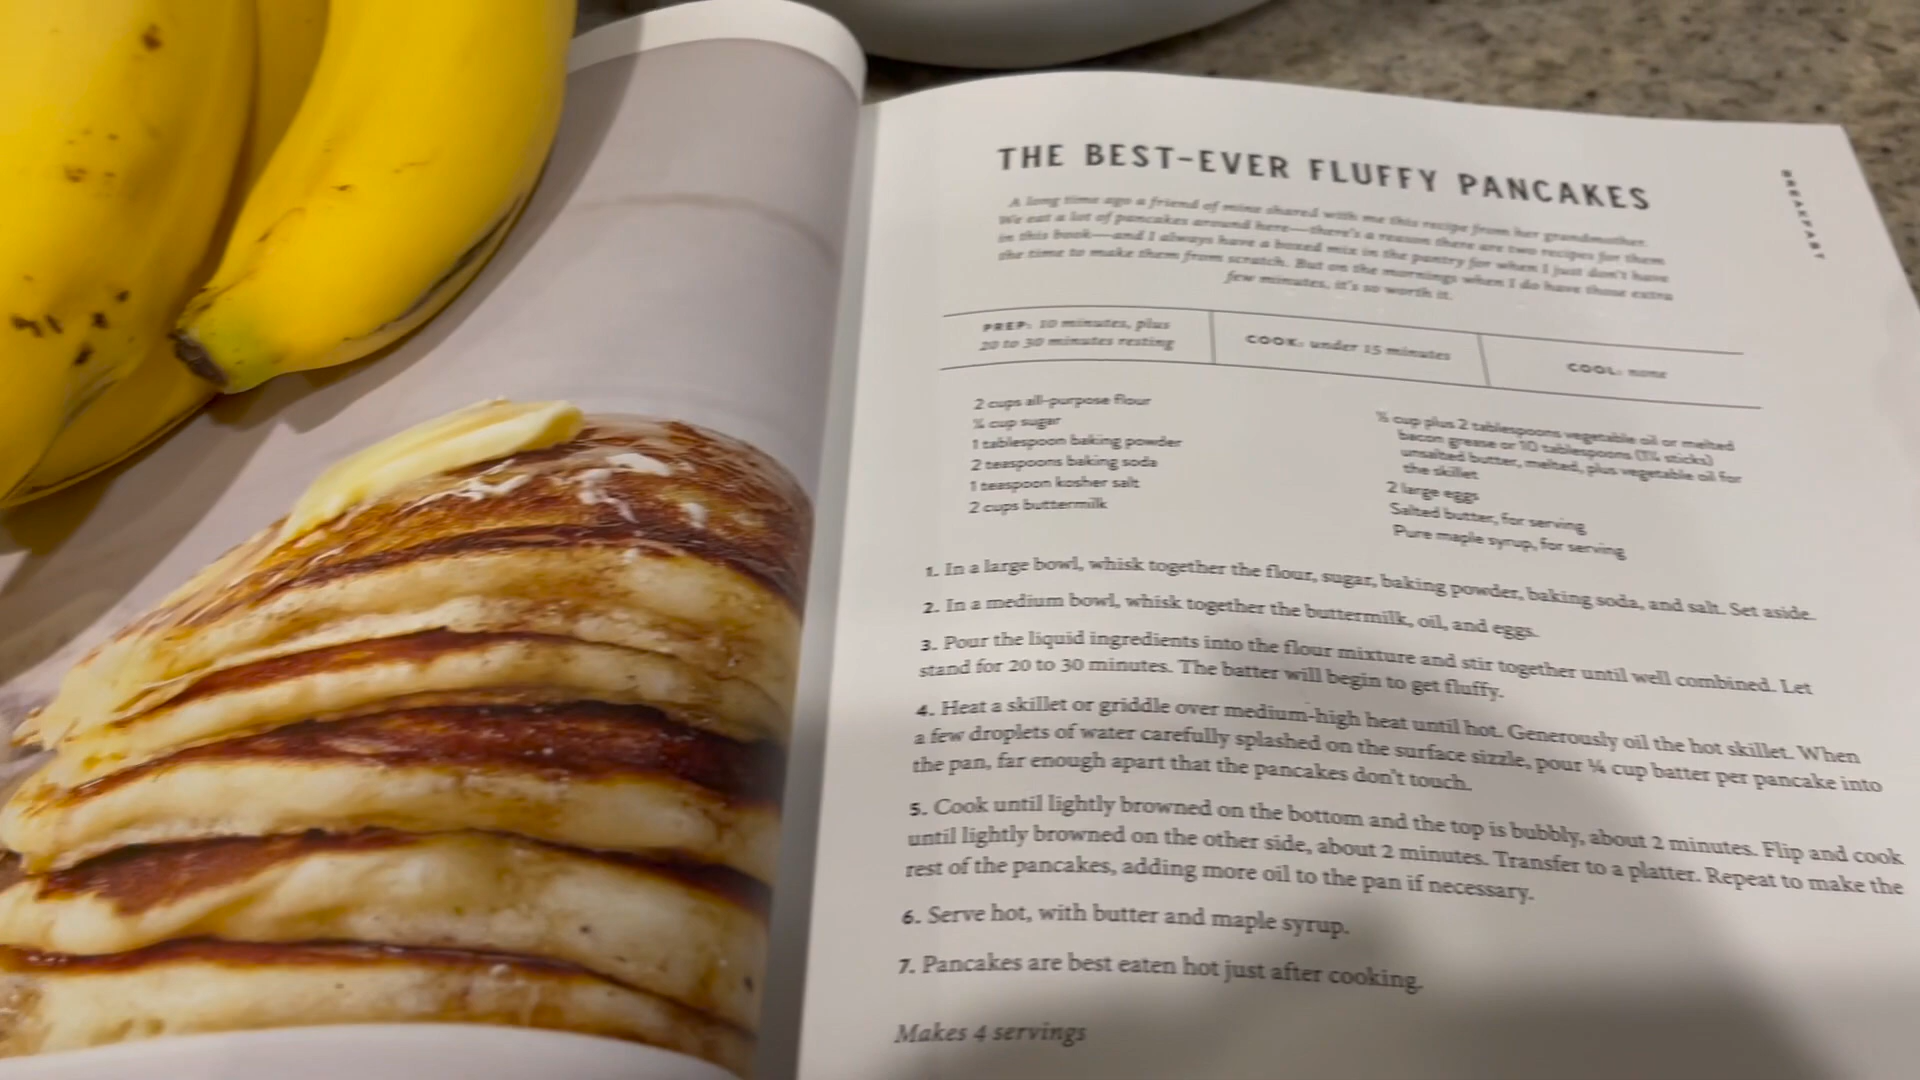 THE BEST-EVER FLUFFY PANCAKES
BREAKFAST
A long time ago a friend of mine shared with me this recipe from her grandmother.
We eat a lot of pancakes around here—there's a reason there are two recipes for them
in this book—and I always have a boxed mix in the pantry for when I just don't have
the time to make them from scratch. But on the mornings when I do have those extra
few minutes, it's so worth it.
PREP: 10 minutes, plus
20 to 30 minutes resting
COOK: under 15 minutes
COOL: none
2 cups all-purpose flour
cup sugar
1 tablespoon baking powder
2 teaspoons baking soda
1 teaspoon kosher salt
2 cups buttermilk
cup plus 2 tablespoons vegetable oil or melted
bacon grease or 10 tablespoons (1¼ sticks)
unsalted butter, melted, plus vegetable oil for
the skillet
2 large eggs
Salted butter, for serving
Pure maple syrup, for serving
1. In a large bowl, whisk together the flour, sugar, baking powder, baking soda, and salt. Set aside.
2. In a medium bowl, whisk together the buttermilk, oil, and eggs.
3. Pour the liquid ingredients into the flour mixture and stir together until well combined. Let
stand for 20 to 30 minutes. The batter will begin to get fluffy.
4. Heat a skillet or griddle over medium-high heat until hot. Generously oil the hot skillet. When
a few droplets of water carefully splashed on the surface sizzle, pour ¼ cup batter per pancake into
the pan, far enough apart that the pancakes don't touch.
5. Cook until lightly browned on the bottom and the top is bubbly, about 2 minutes. Flip and cook
until lightly browned on the other side, about 2 minutes. Transfer to a platter. Repeat to make the
rest of the pancakes, adding more oil to the pan if necessary.
6. Serve hot, with butter and maple syrup.
7. Pancakes are best eaten hot just after cooking.
Makes 4 servings